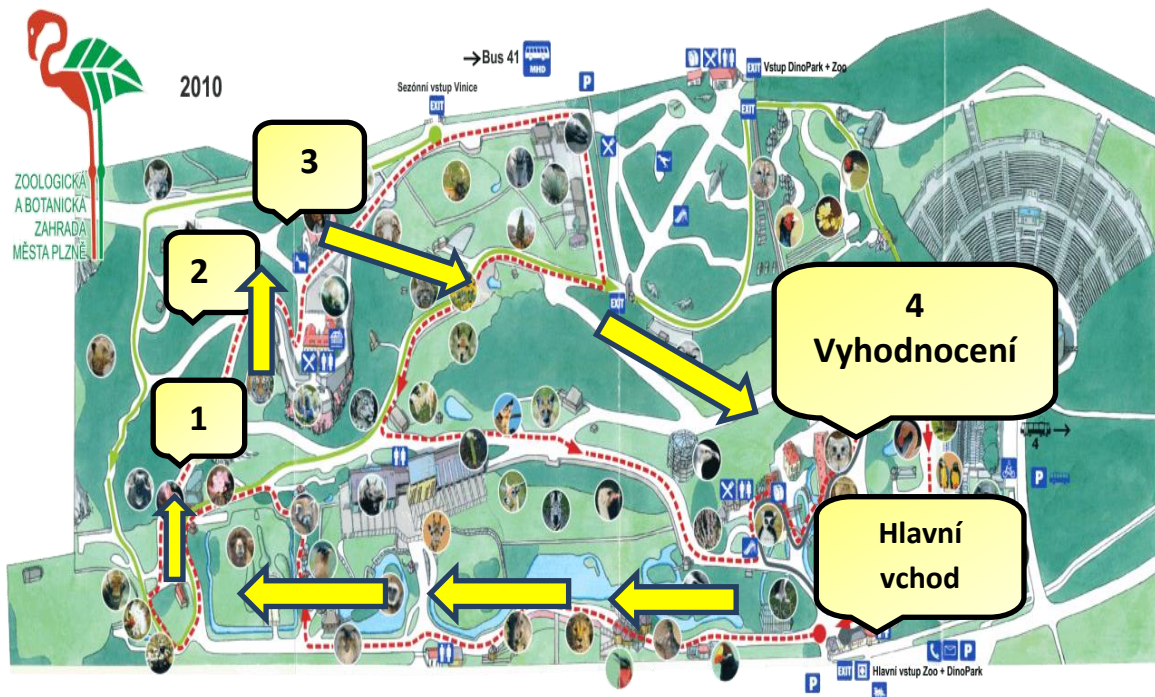 2010
→Bus 41
MHD
P
Sezónní vstup Vinice
EXIT
EXIT Vstup DinoPark + Zoo
EXIT
ZOOLOGICKÁ
A BOTANICKÁ
ZAHRADA
MĚSTA PLZNĚ
3
2
EXIT
4
Vyhodnocení
1
4
P
Hlavní
vchod
P
EXIT
Hlavní vstup Zoo + DinoPark
P